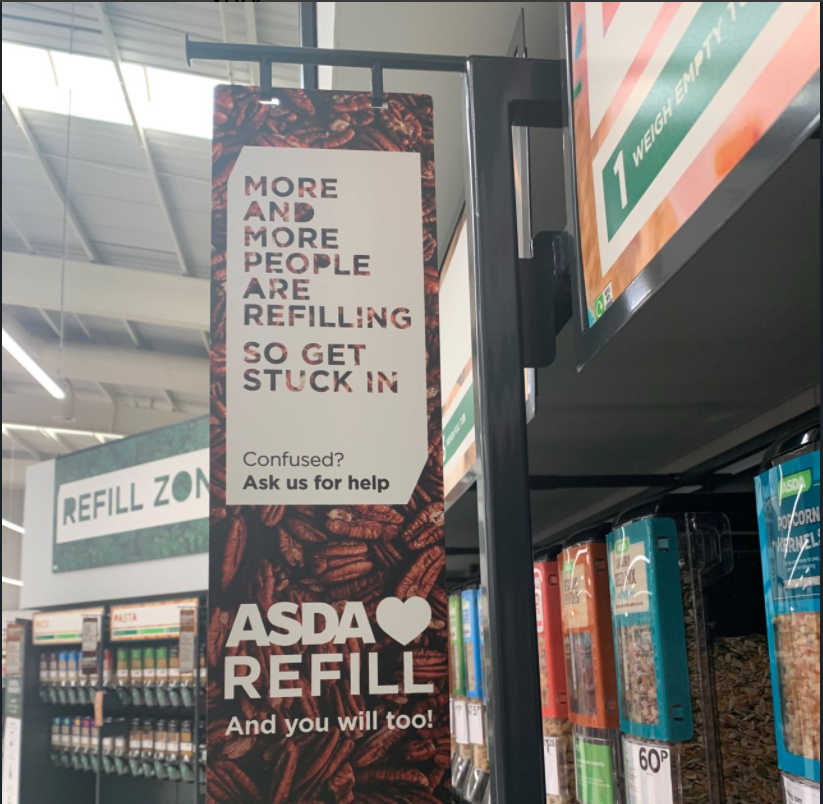 MORE
AND
MORE
PEOPLE
ARE
REFILLING
SO GET
STUCK IN
Confused?
Ask us for help
ASDA
REFILL
And you will too!
1 WEIGH EMPTY
REFILL ZON
PASTA
ASDA
POPCORN
KERNEL
60P